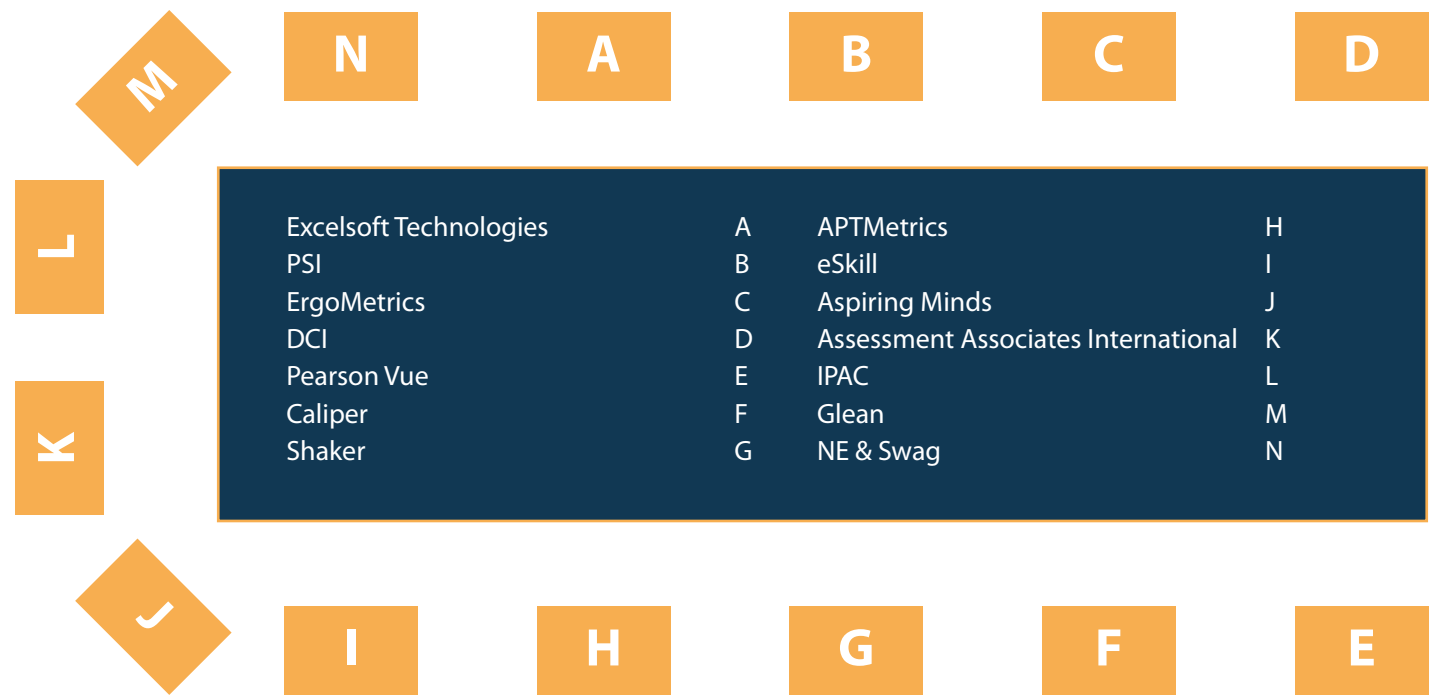 M N A B C D
L
Excelsoft Technologies A APTMetrics H
PSI B eSkill I
ErgoMetrics C Aspiring Minds J
DCI D Assessment Associates International K
Pearson Vue E IPAC L
Caliper F Glean M
Shaker G NE & Swag N
K
J I H G F E